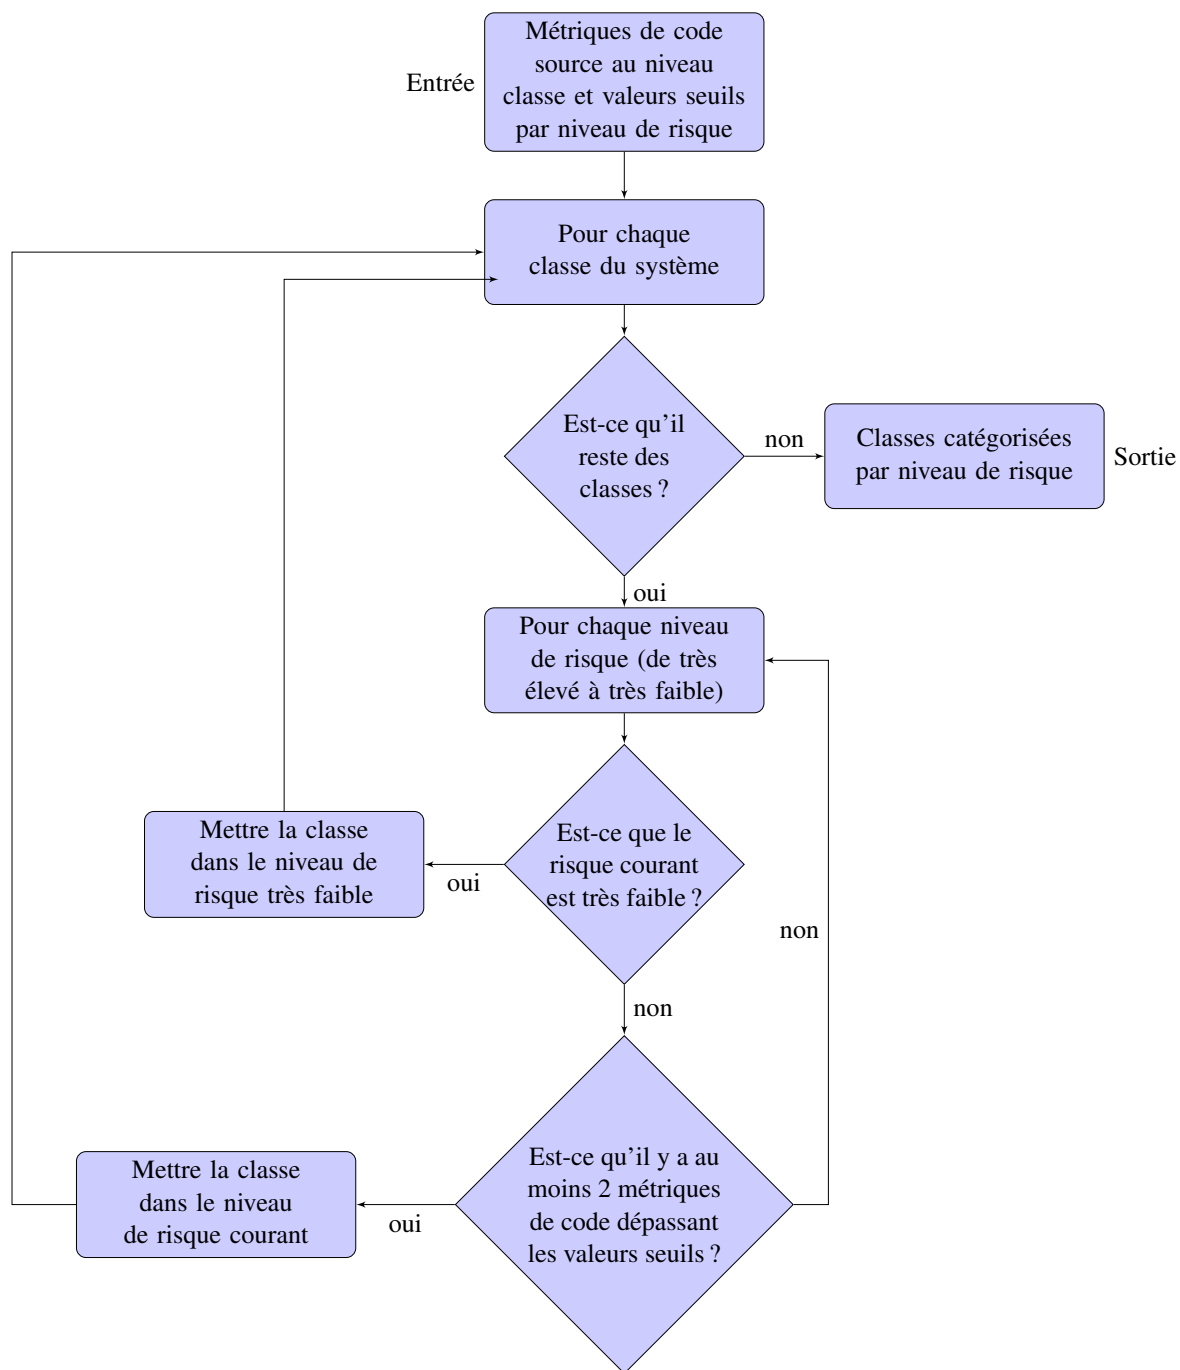 Métriques de code
source au niveau
classe et valeurs seuils
par niveau de risque
Entrée
Pour chaque
classe du système
Est-ce qu'il
reste des
classes ?
non
Classes catégorisées
par niveau de risque
Sortie
oui
Pour chaque niveau
de risque (de très
élevé à très faible)
Est-ce que le
risque courant
est très faible ?
oui
Mettre la classe
dans le niveau de
risque très faible
non
non
Est-ce qu'il y a au
moins 2 métriques
de code dépassant
les valeurs seuils ?
oui
Mettre la classe
dans le niveau
de risque courant